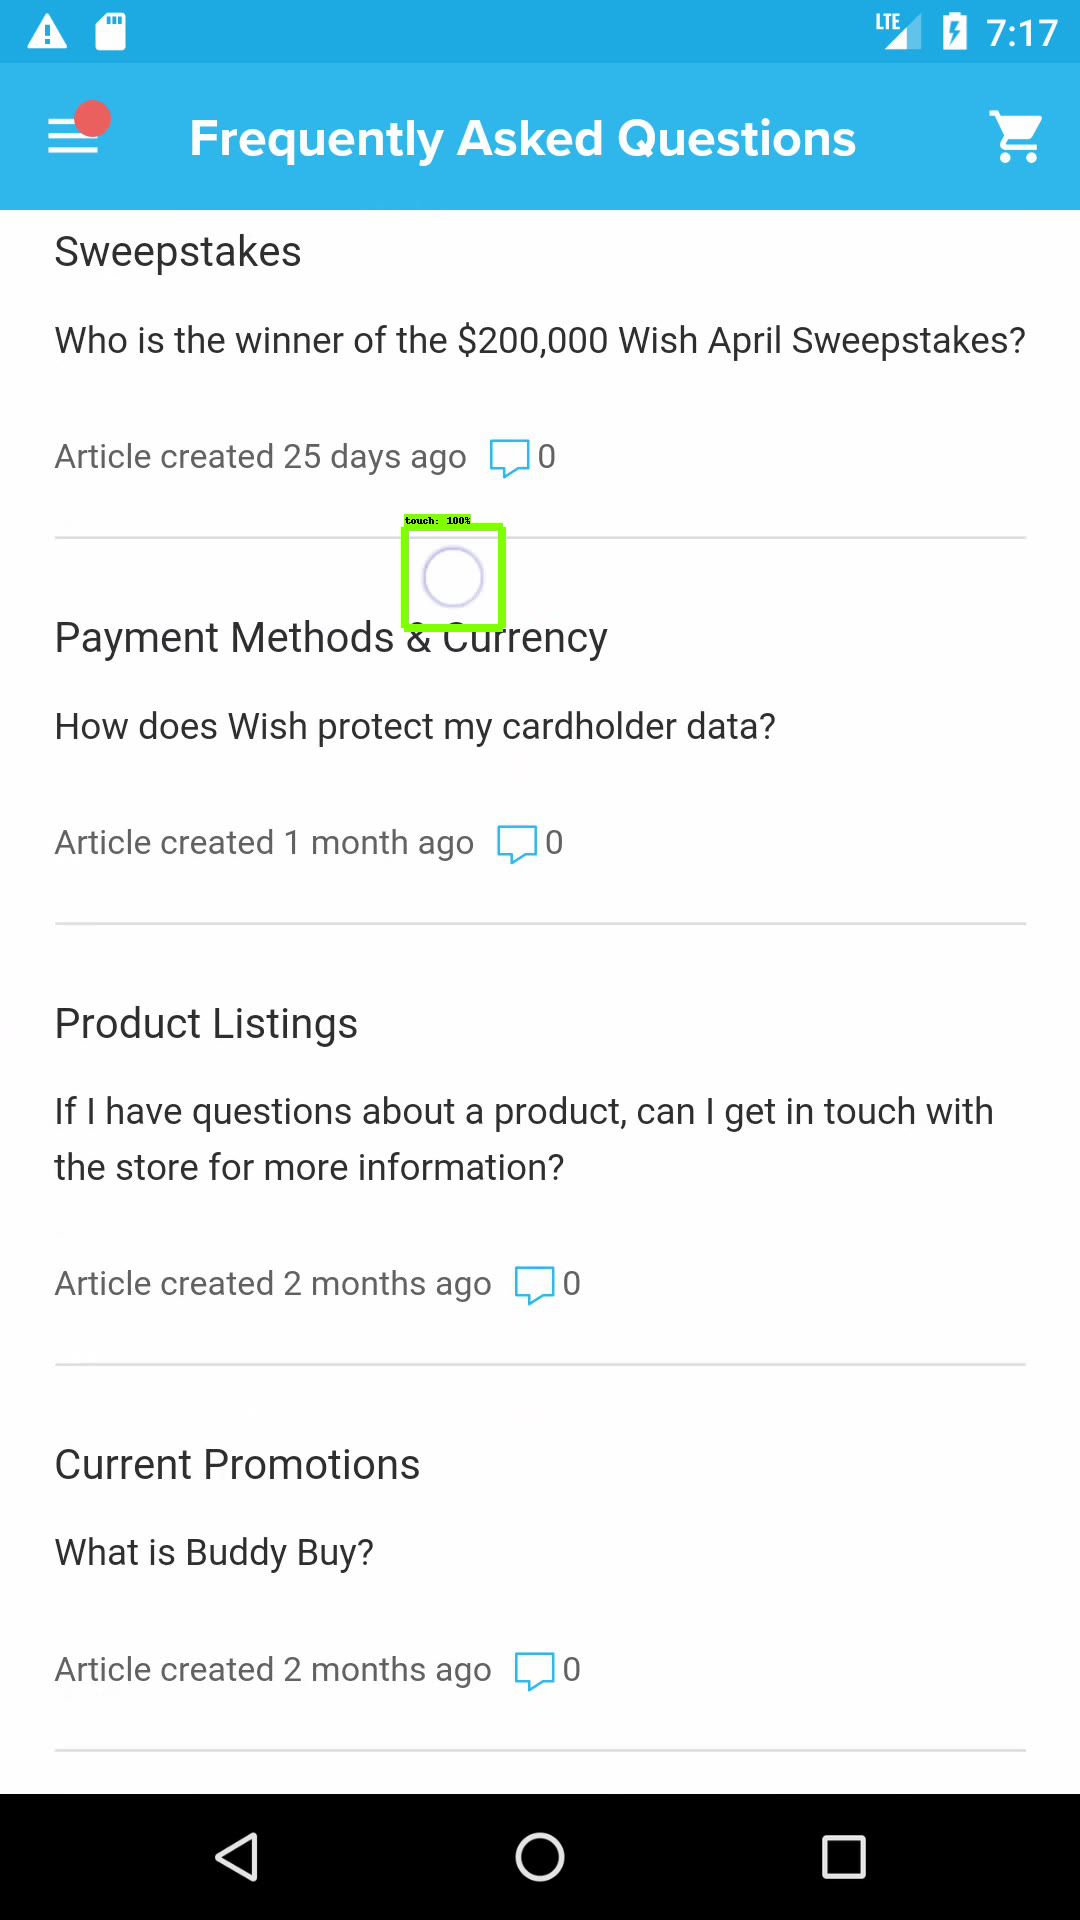 LTE 7:17
Frequently Asked Questions
Sweepstakes
Who is the winner of the $200,000 Wish April Sweepstakes?
Article created 25 days ago 0
touch: 100%
Payment Methods & Currency
How does Wish protect my cardholder data?
Article created 1 month ago 0
Product Listings
If I have questions about a product, can I get in touch with
the store for more information?
Article created 2 months ago 0
Current Promotions
What is Buddy Buy?
Article created 2 months ago 0